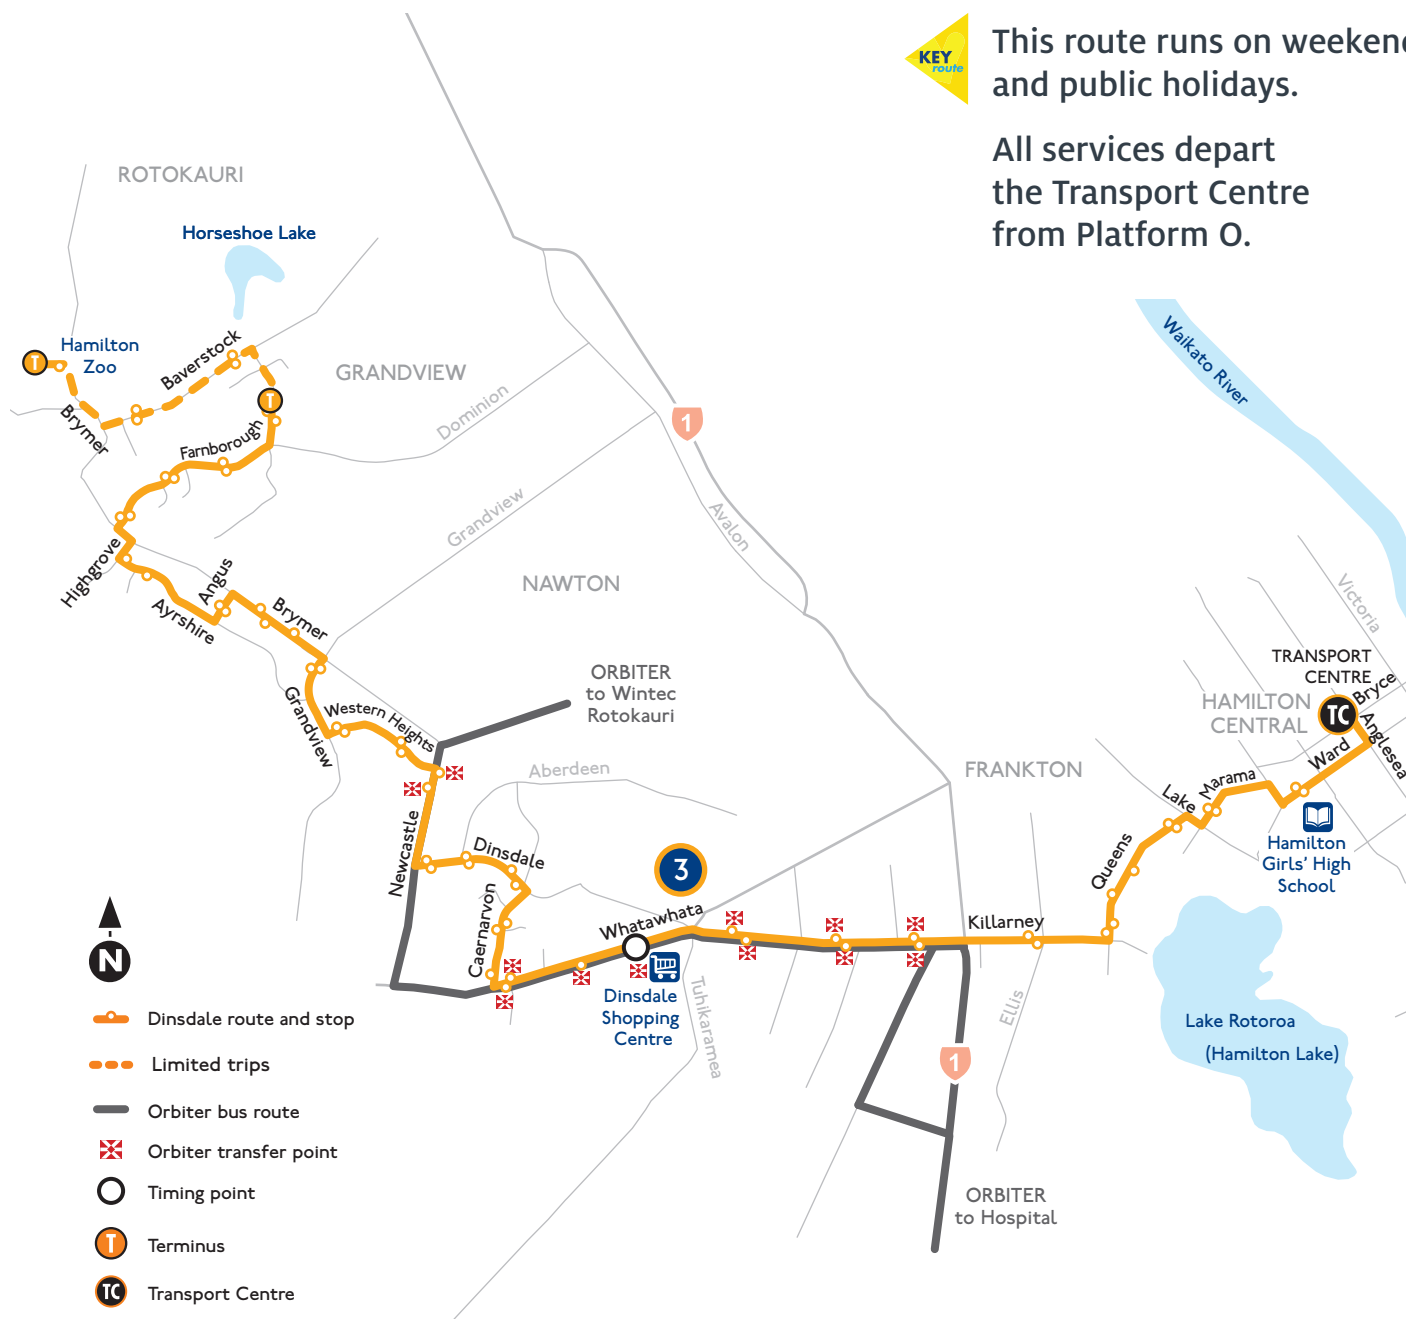 KEY
route
This route runs on weekend
and public holidays.
All services depart
the Transport Centre
from Platform O.
ROTOKAURI
Horseshoe Lake
Hamilton
Zoo
T
Baverstock
Brymer
T
Farnborough
GRANDVIEW
Dominion
1
Waikato River
Grandview
Avalon
Highgrove
Angus
Ayrshire
Brymer
NAWTON
Victoria
Grandview
Western Heights
ORBITER
to Wintec
Rotokauri
TRANSPORT
CENTRE
Bryce
HAMILTON
CENTRAL
TC
Anglesea
Ward
Marama
Lake
FRANKTON
Aberdeen
Newcastle
Dinsdale
3
Queens
Hamilton
Girls' High
School
Caernarvon
Whatawhata
Killarney
Dinsdale
Shopping
Centre
Tuhikaramea
Ellis
1
Lake Rotoroa
(Hamilton Lake)
ORBITER
to Hospital
N
Dinsdale route and stop
Limited trips
Orbiter bus route
Orbiter transfer point
Timing point
T
Terminus
TC
Transport Centre